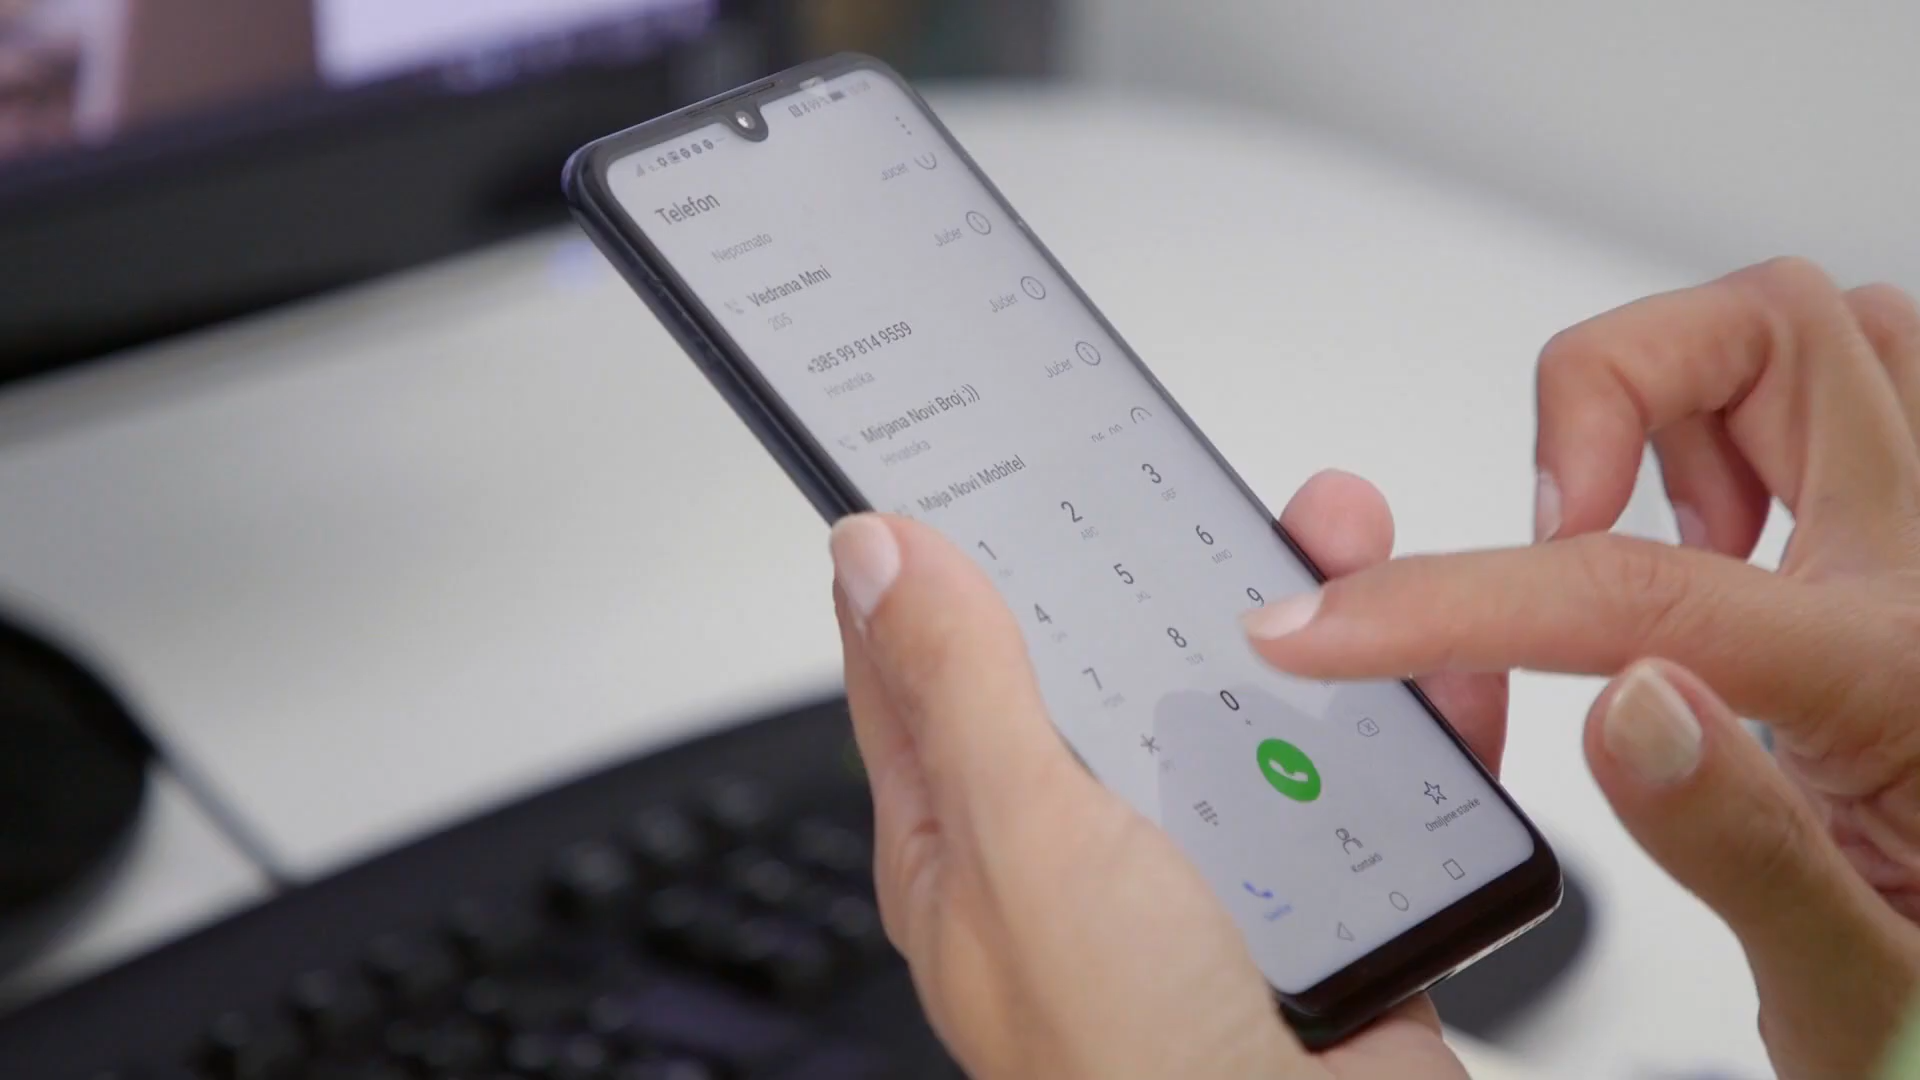 Telefon
Nepoznato
Jučer
Vedrana Mmi
Jučer
205
+385 99 814 9559
Jučer
Hrvatska
Mirjana Novi Broj ;))
Jučer
Hrvatska
Maja Novi Mobitel
1
2
ABC
3
DEF
4
GHI
5
JKL
6
MNO
7
PQRS
8
TUV
9
*
0
+
Kontakti
Omiljene stavke